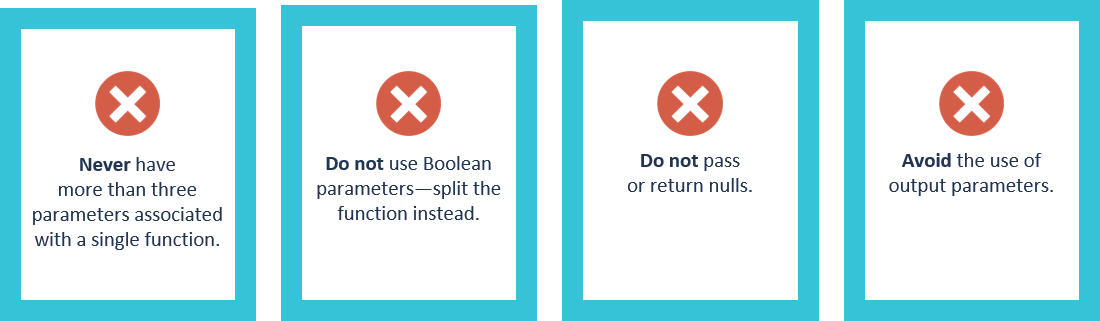 Never have
more than three
parameters associated
with a single function.
Do not use Boolean
parameters—split the
function instead.
Do not pass
or return nulls.
Avoid the use of
output parameters.